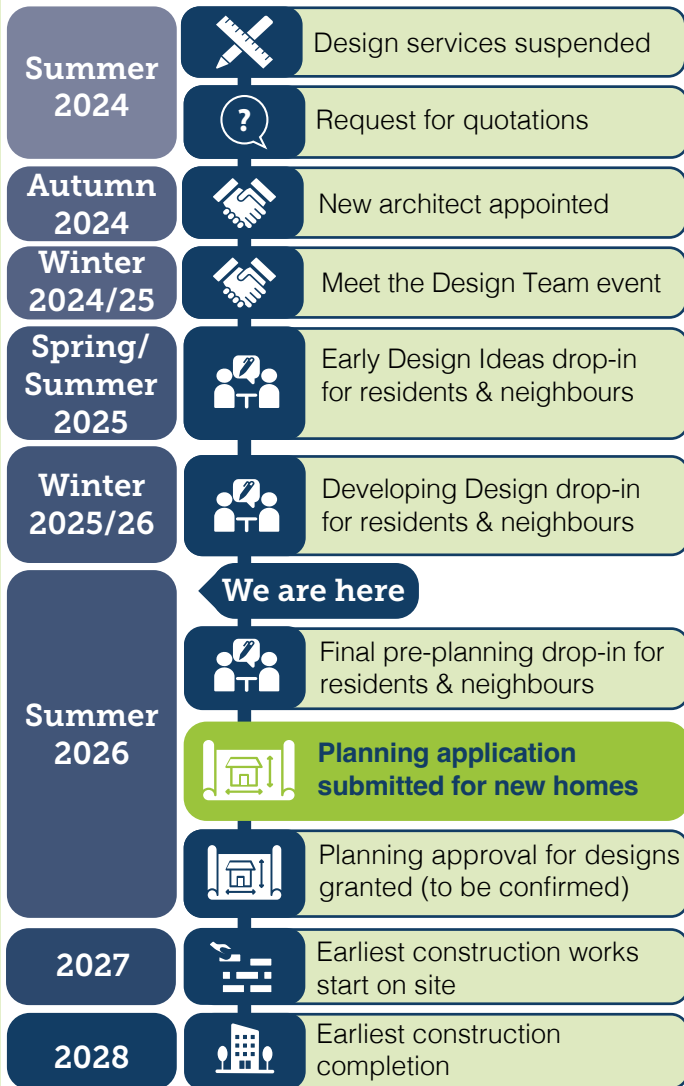 Summer
2024
Design services suspended
?
Request for quotations
Autumn
2024
New architect appointed
Winter
2024/25
Meet the Design Team event
Spring/
Summer
2025
Early Design Ideas drop-in
for residents & neighbours
Winter
2025/26
Developing Design drop-in
for residents & neighbours
We are here
Summer
2026
Final pre-planning drop-in for
residents & neighbours
Planning application
submitted for new homes
Planning approval for designs
granted (to be confirmed)
2027
Earliest construction works
start on site
2028
Earliest construction
completion